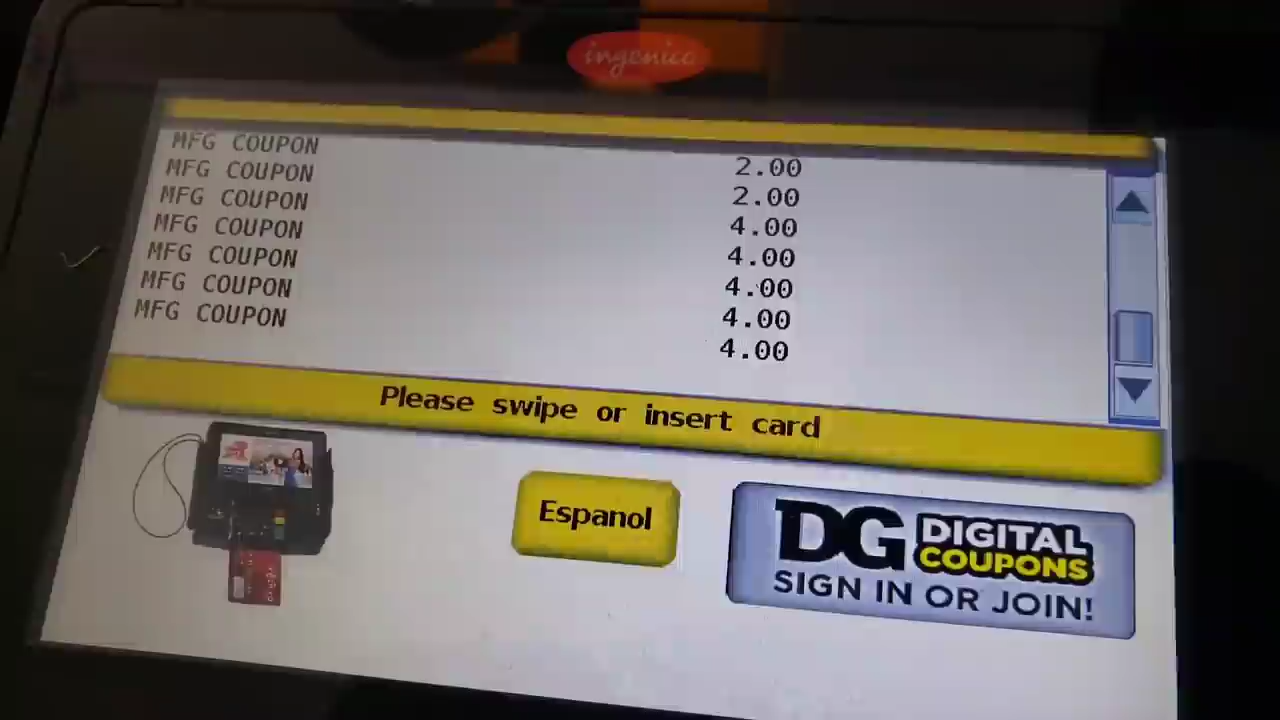 ingenico
MFG COUPON 2.00
MFG COUPON 2.00
MFG COUPON 4.00
MFG COUPON 4.00
MFG COUPON 4.00
MFG COUPON 4.00
MFG COUPON 4.00
Please swipe or insert card
Espanol
DG DIGITAL
COUPONS
SIGN IN OR JOIN!